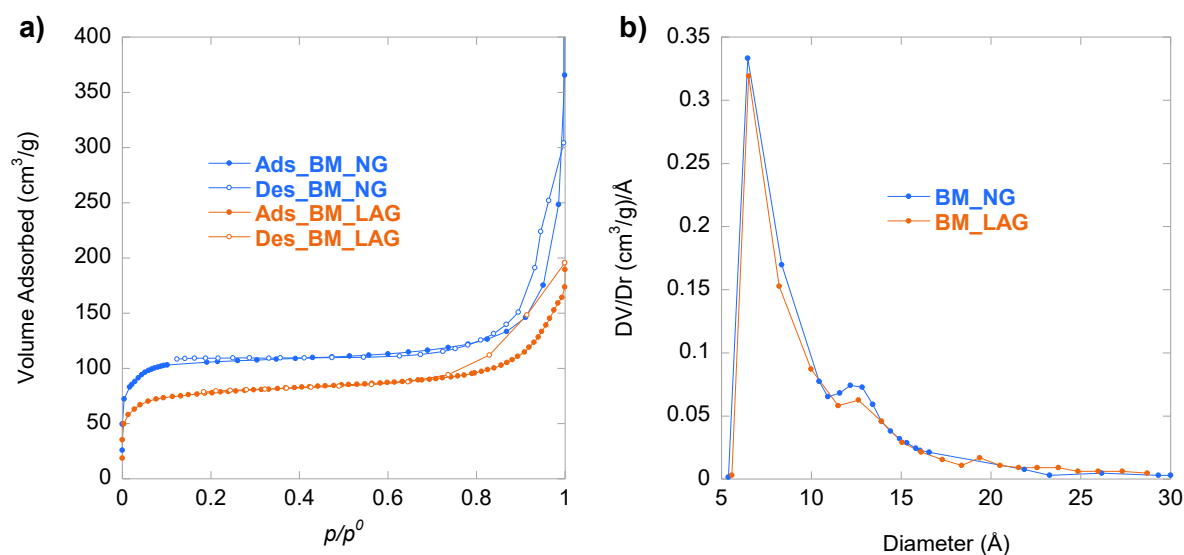 a)
400
350
300
250
200
150
100
50
0
Volume Adsorbed (cm³/g)
Ads_BM_NG
Des_BM_NG
Ads_BM_LAG
Des_BM_LAG
0
0.2
0.4
0.6
0.8
1
p/p⁰
b)
0.35
0.3
0.25
0.2
0.15
0.1
0.05
0
DV/Dr (cm³/g)/Å
BM_NG
BM_LAG
5
10
15
20
25
30
Diameter (Å)